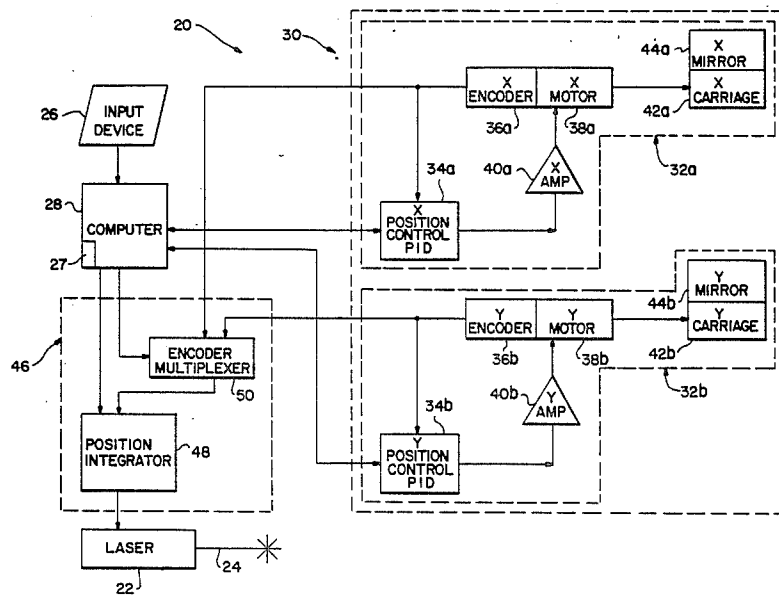 20
30
44a
X
MIRROR
X
CARRIAGE
42a
X
ENCODER
X
MOTOR
36a
38a
26
INPUT
DEVICE
40a
X
AMP
32a
34a
X
POSITION
CONTROL
PID
28
COMPUTER
27
44b
Y
MIRROR
Y
CARRIAGE
42b
Y
ENCODER
Y
MOTOR
36b
38b
32b
46
ENCODER
MULTIPLEXER
50
40b
Y
AMP
34b
Y
POSITION
CONTROL
PID
POSITION
INTEGRATOR
48
LASER
22
24